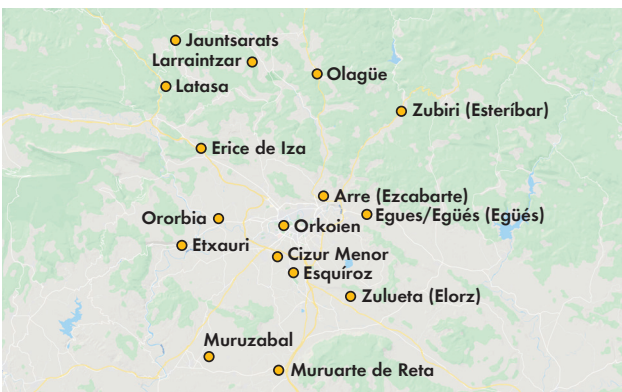 Jauntsarats
Larraintzar
Olagüe
Latasa
Zubiri (Esteríbar)
Erice de Iza
Arre (Ezcabarte)
Egues/Egüés (Egüés)
Ororbia
Orkoien
Etxauri
Cizur Menor
Esquíroz
Zulueta (Elorz)
Muruzabal
Muruarte de Reta